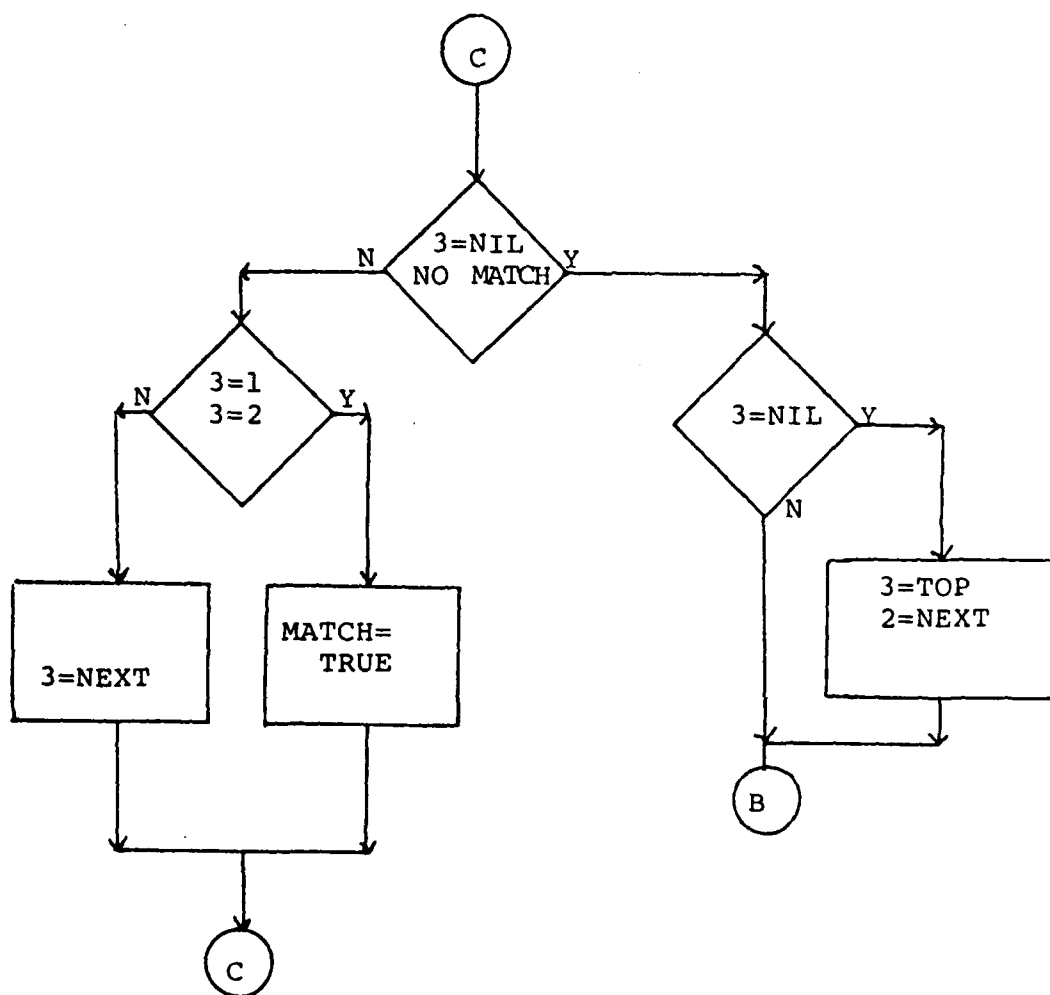 C
3=NIL
NO MATCH
N
Y
3=1
3=2
N
Y
3=NIL
Y
N
3=NEXT
MATCH=
TRUE
3=TOP
2=NEXT
B
C